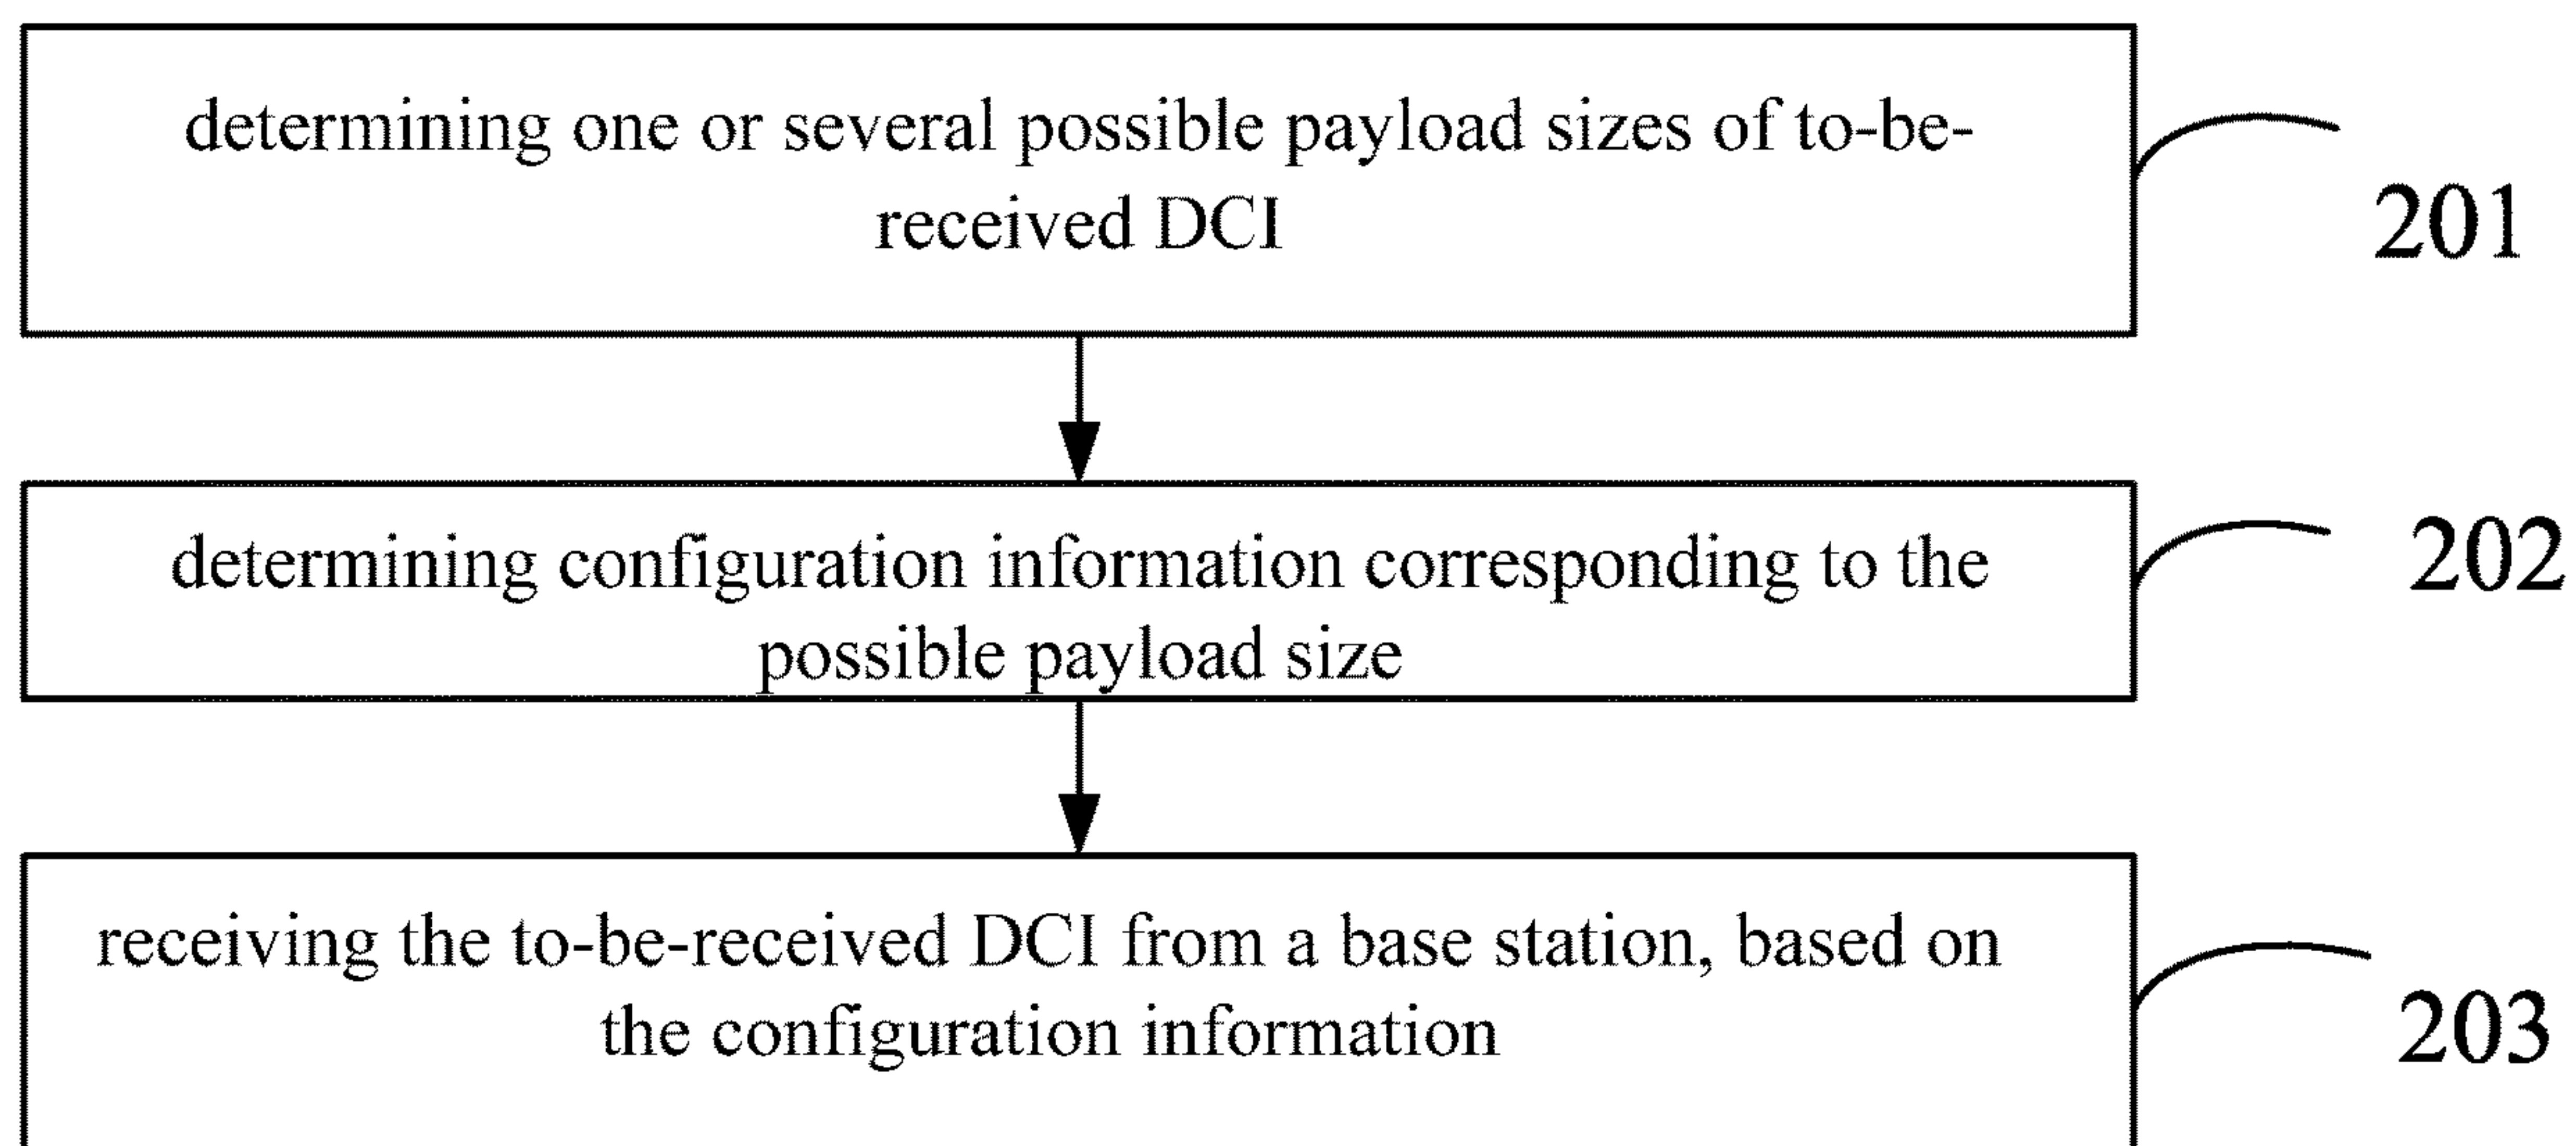 determining one or several possible payload sizes of to-be-
received DCI
201
determining configuration information corresponding to the
possible payload size
202
receiving the to-be-received DCI from a base station, based on
the configuration information
203